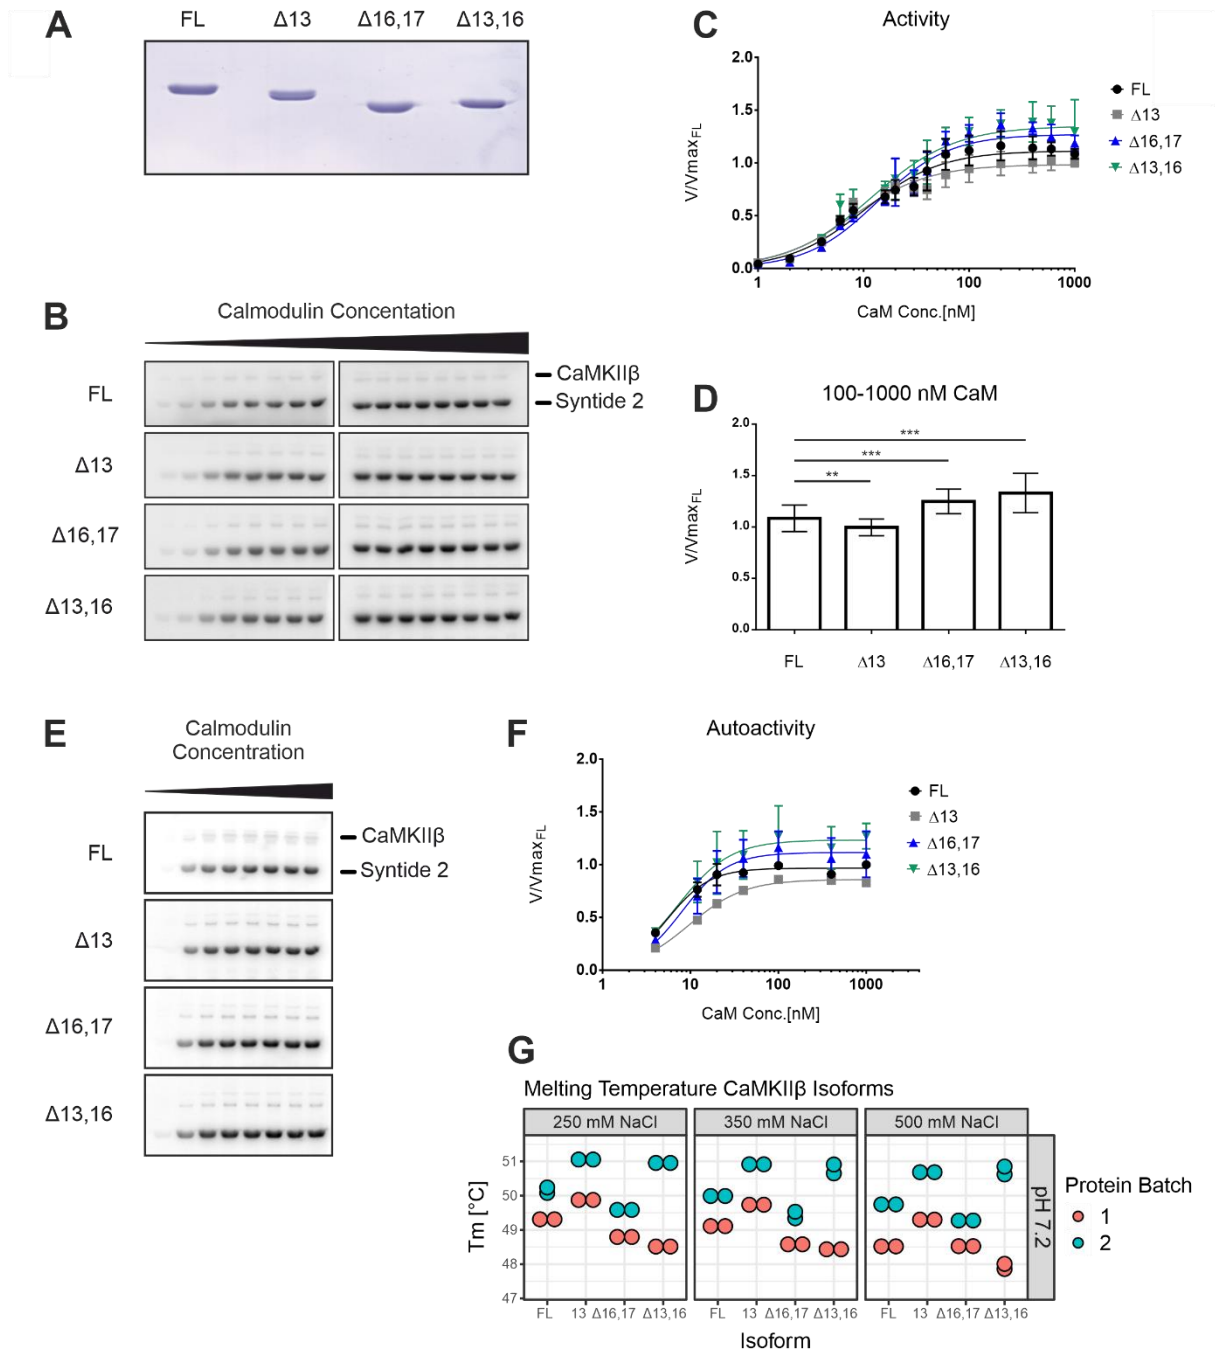 A
FL Δ13 Δ16,17 Δ13,16
B
Calmodulin Concentation
FL
Δ13
Δ16,17
Δ13,16
CaMKIIβ
Syntide 2
C
Activity
V/Vmax FL
2.0
1.5
1.0
0.5
0.0
1 10 100 1000
CaM Conc.[nM]
FL
Δ13
Δ16,17
Δ13,16
D
100-1000 nM CaM
V/Vmax FL
2.0
1.5
1.0
0.5
0.0
***
***
**
FL Δ13 Δ16,17 Δ13,16
E
Calmodulin
Concentration
FL
Δ13
Δ16,17
Δ13,16
CaMKIIβ
Syntide 2
F
Autoactivity
V/Vmax FL
2.0
1.5
1.0
0.5
0.0
1 10 100 1000
CaM Conc.[nM]
FL
Δ13
Δ16,17
Δ13,16
G
Melting Temperature CaMKIIβ Isoforms
250 mM NaCl 350 mM NaCl 500 mM NaCl
pH 7.2
Tm [°C]
51
50
49
48
47
FL 13 Δ16,17 Δ13,16 FL 13 Δ16,17 Δ13,16 FL 13 Δ16,17 Δ13,16
Isoform
Protein Batch
1
2